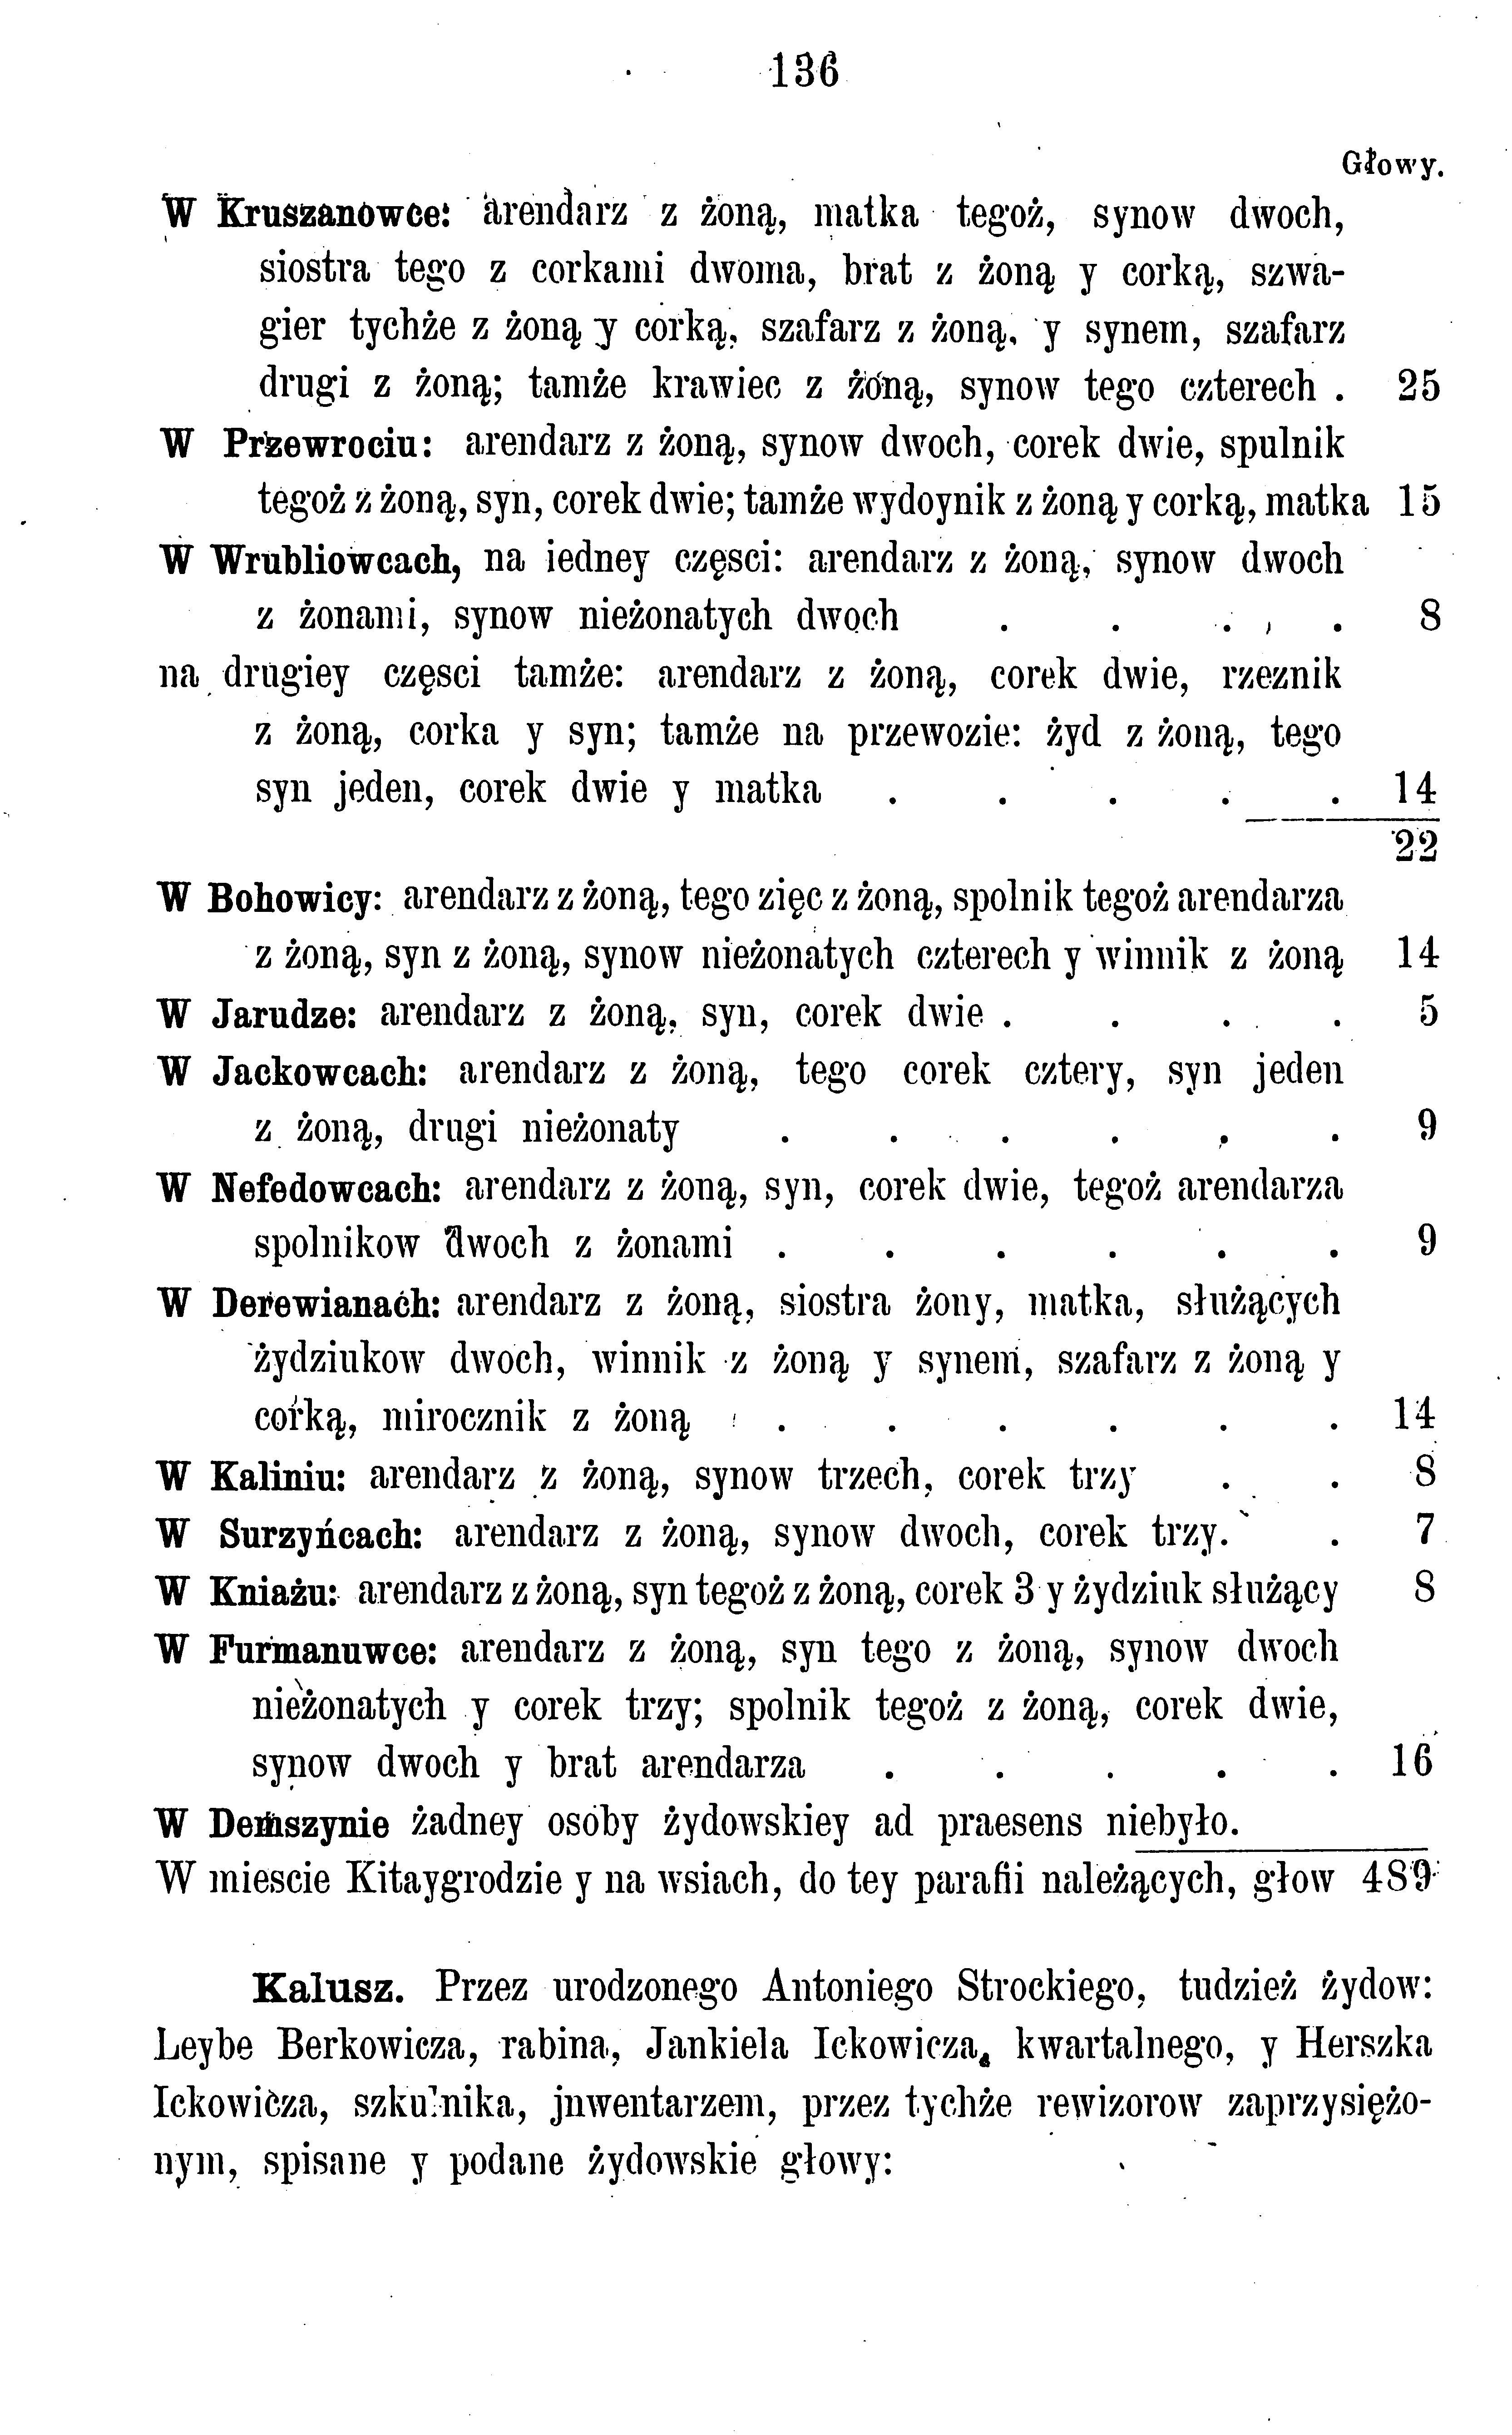 136
Głowy.
W Kruszanowce: arendarz z żoną, matka tegoż, synow dwoch,
siostra tego z corkami dwoma, brat z żoną y corką, szwa-
gier tychże z żoną y corką, szafarz z żoną, y synem, szafarz
drugi z żoną; tamże krawiec z żoną, synow tego czterech . 25
W Przewrociu: arendarz z żoną, synow dwoch, corek dwie, spulnik
tegoż z żoną, syn, corek dwie; tamże wydoynik z żoną y corką, matka 15
W Wrubliowcach, na iedney częsci: arendarz z żoną, synow dwoch
z żonami, synow nieżonatych dwoch . . . . 8
na drugiey częsci tamże: arendarz z żoną, corek dwie, rzeznik
z żoną, corka y syn; tamże na przewozie: żyd z żoną, tego
syn jeden, corek dwie y matka . . . . . 14
22
W Bohowicy: arendarz z żoną, tego zięc z żoną, spolnik tegoż arendarza
z żoną, syn z żoną, synow nieżonatych czterech y winnik z żoną 14
W Jarudze: arendarz z żoną, syn, corek dwie . . . . 5
W Jackowcach: arendarz z żoną, tego corek cztery, syn jeden
z żoną, drugi nieżonaty . . . . . . 9
W Nefedowcach: arendarz z żoną, syn, corek dwie, tegoż arendarza
spolnikow dwoch z żonami . . . . . . 9
W Derewianach: arendarz z żoną, siostra żony, matka, służących
żydziukow dwoch, winnik z żoną y synem, szafarz z żoną y
corką, mirocznik z żoną . . . . . . 14
W Kaliniu: arendarz z żoną, synow trzech, corek trzy . . 8
W Surzyńcach: arendarz z żoną, synow dwoch, corek trzy. . 7
W Kniażu: arendarz z żoną, syn tegoż z żoną, corek 3 y żydziuk służący 8
W Furmanuwce: arendarz z żoną, syn tego z żoną, synow dwoch
nieżonatych y corek trzy; spolnik tegoż z żoną, corek dwie,
synow dwoch y brat arendarza . . . . . 16
W Demszynie żadney osoby żydowskiey ad praesens niebyło.
W miescie Kitaygrodzie y na wsiach, do tey parafii należących, głow 489
Kalusz. Przez urodzonego Antoniego Strockiego, tudzież żydow:
Leybe Berkowicza, rabina, Jankiela Ickowicza, kwartalnego, y Herszka
Ickowicza, szkulnika, jnwentarzem, przez tychże rewizorow zaprzysiężo-
nym, spisane y podane żydowskie głowy: